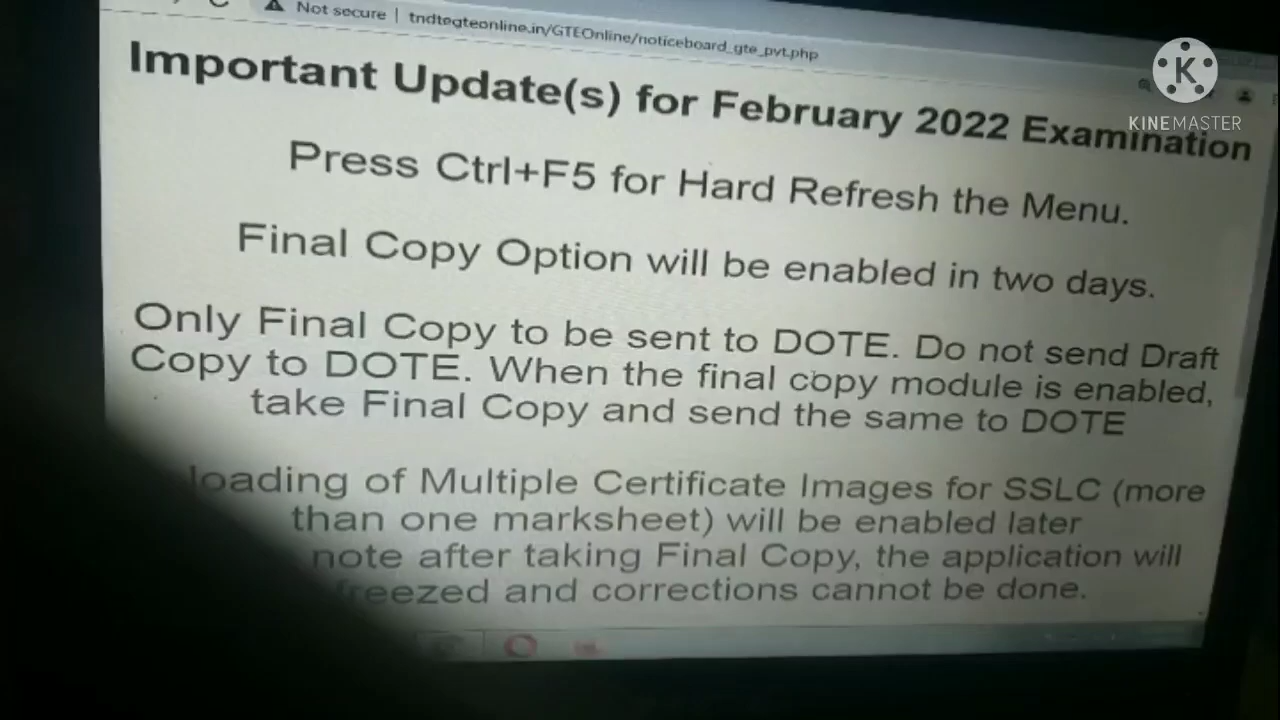 Not secure | tndtegteonline.in/GTEOnline/noticeboard_gte_pvt.php
K
KINEMASTER
Important Update(s) for February 2022 Examination
Press Ctrl+F5 for Hard Refresh the Menu.
Final Copy Option will be enabled in two days.
Only Final Copy to be sent to DOTE. Do not send Draft
Copy to DOTE. When the final copy module is enabled,
take Final Copy and send the same to DOTE
loading of Multiple Certificate Images for SSLC (more
than one marksheet) will be enabled later
note after taking Final Copy, the application will
freezed and corrections cannot be done.